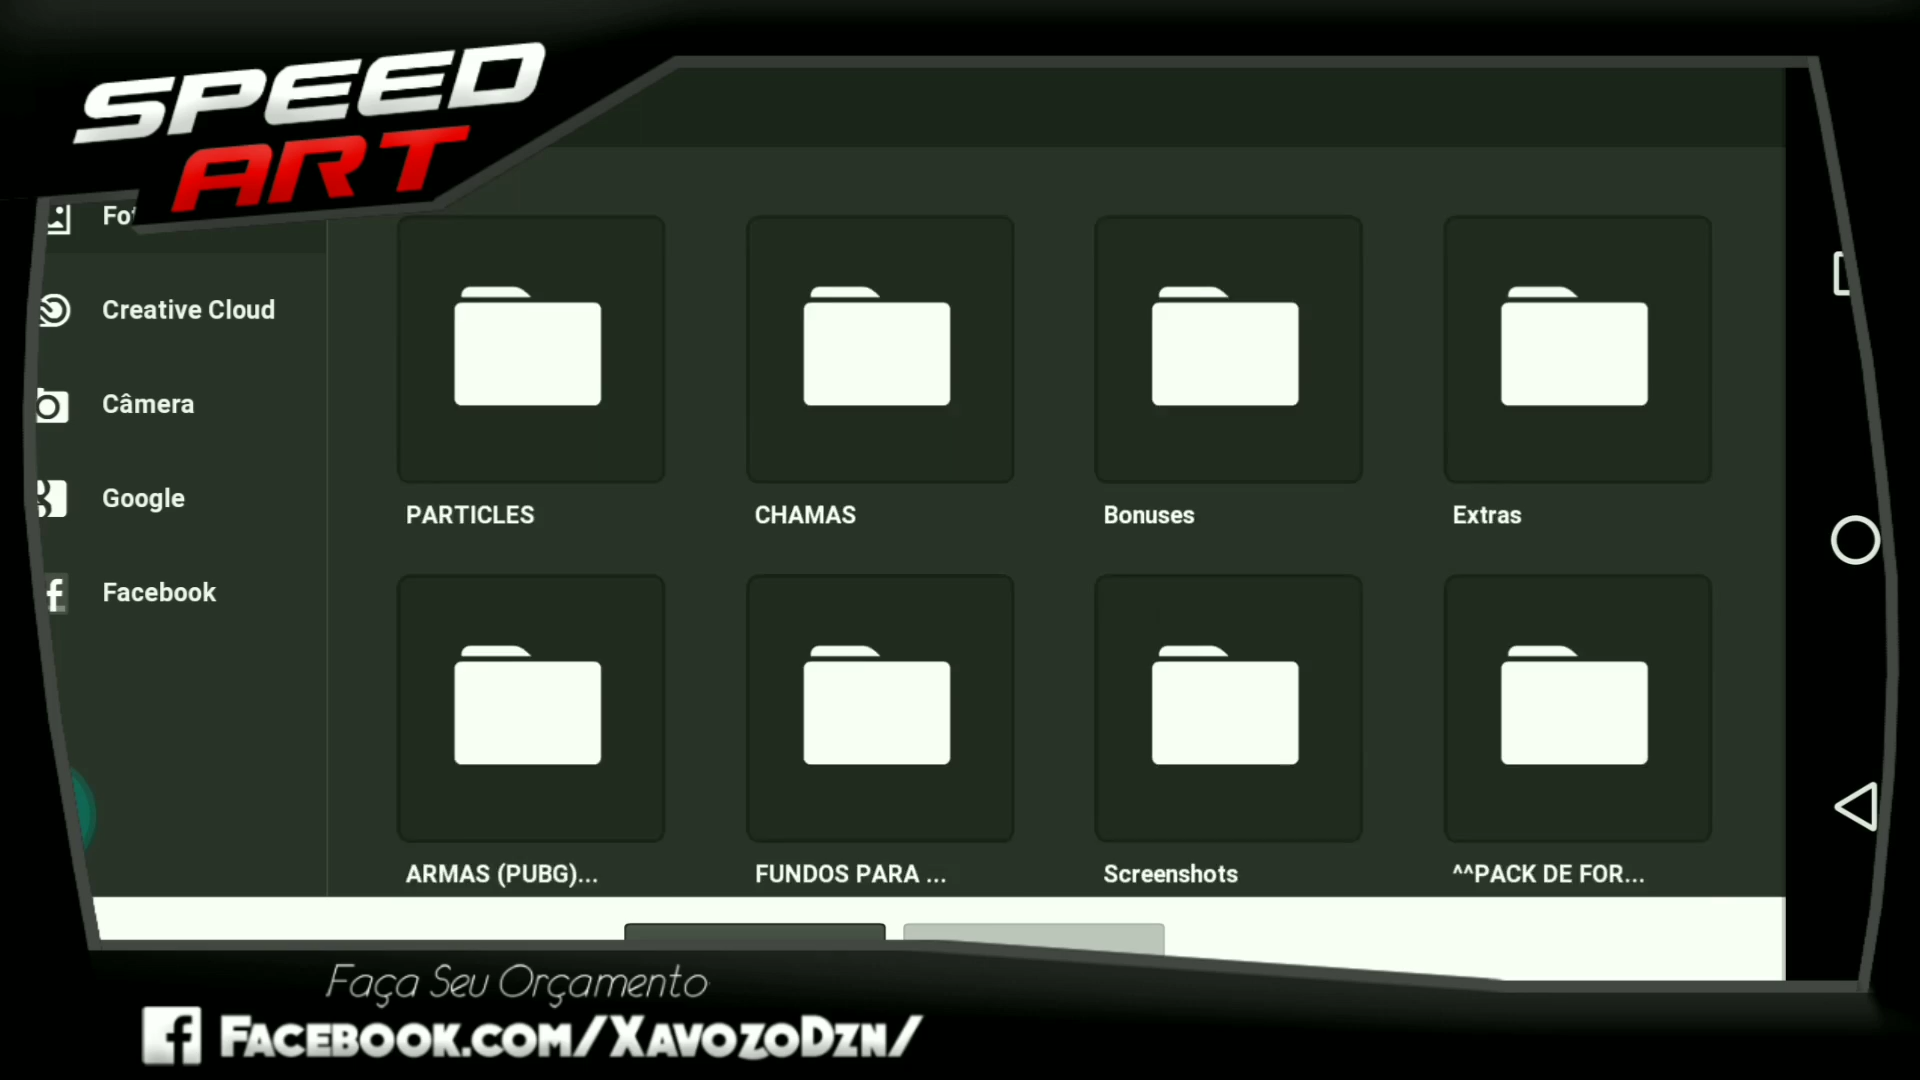 SPEED
ART
Creative Cloud
Câmera
Google
Facebook
PARTICLES
CHAMAS
Bonuses
Extras
ARMAS (PUBG)...
FUNDOS PARA ...
Screenshots
^^PACK DE FOR...
Faça Seu Orçamento
Facebook.com/XavozoDzn/